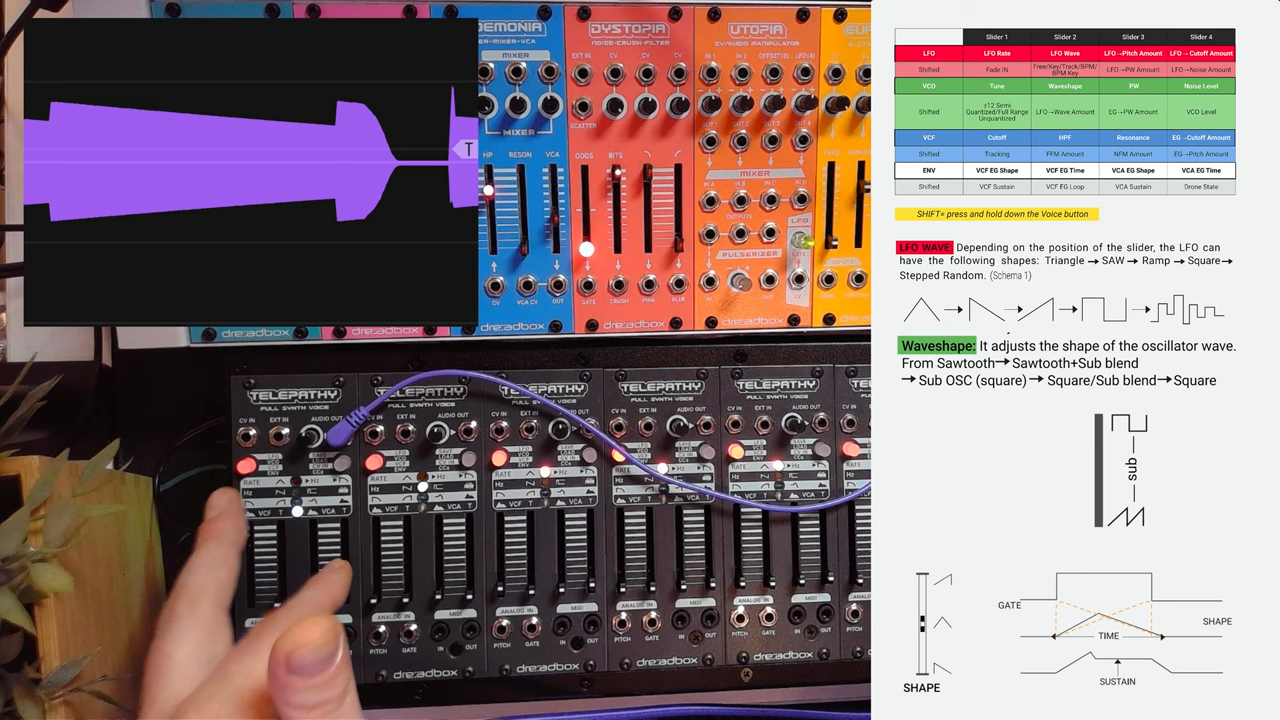 T
DEMONIA
ER-MIXER-VCA
MIXER
MIXER
HP
RESON
VCA
CV
VCA CV
OUT
dreadbox
DYSTOPIA
NOISE-CRUSH-FILTER
EXT IN
CV
CV
CV
SCATTER
ODDS
BITS
GATE
CRUSH
PINK
BLUE
dreadbox
UTOPIA
CV/AUDIO MANIPULATOR
IN 1
IN 2
OFFSET(3)
LFO(4)
OUT 1
OUT 2
OUT 3
OUT 4
MIXER
IN A
IN B
IN C
IN D
OUTPUTS
LFO
RATE
PULSERIZER
IN
OUT
CV
dreadbox
dreadbox
TELEPATHY
FULL SYNTH VOICE
CV IN
EXT IN
AUDIO OUT
LFO
VCO
VCF
ENV
SAVE
LOAD
CV IN
CCs
RATE
Hz
VCF
T
VCA
T
ANALOG IN
MIDI
PITCH
GATE
IN
OUT
dreadbox
Slider 1 Slider 2 Slider 3 Slider 4
LFO LFO Rate LFO Wave LFO→Pitch Amount LFO→ Cutoff Amount
Shifted Fade IN Free/Key/Track/BPM/BPM Key LFO→PW Amount LFO→Noise Amount
VCO Tune Waveshape PW Noise Level
Shifted ±12 Semi Quantized/Full Range Unquantized LFO→Wave Amount EG→PW Amount VCO Level
VCF Cutoff HPF Resonance EG→Cutoff Amount
Shifted Tracking FFM Amount NFM Amount EG→Pitch Amount
ENV VCF EG Shape VCF EG Time VCA EG Shape VCA EG Time
Shifted VCF Sustain VCF EG Loop VCA Sustain Drone State
SHIFT= press and hold down the Voice button
LFO WAVE: Depending on the position of the slider, the LFO can
have the following shapes: Triangle → SAW → Ramp → Square→
Stepped Random. (Schema 1)
Waveshape: It adjusts the shape of the oscillator wave.
From Sawtooth→ Sawtooth+Sub blend
→ Sub OSC (square)→ Square/Sub blend→Square
sub
GATE
SHAPE
TIME
SUSTAIN
SHAPE